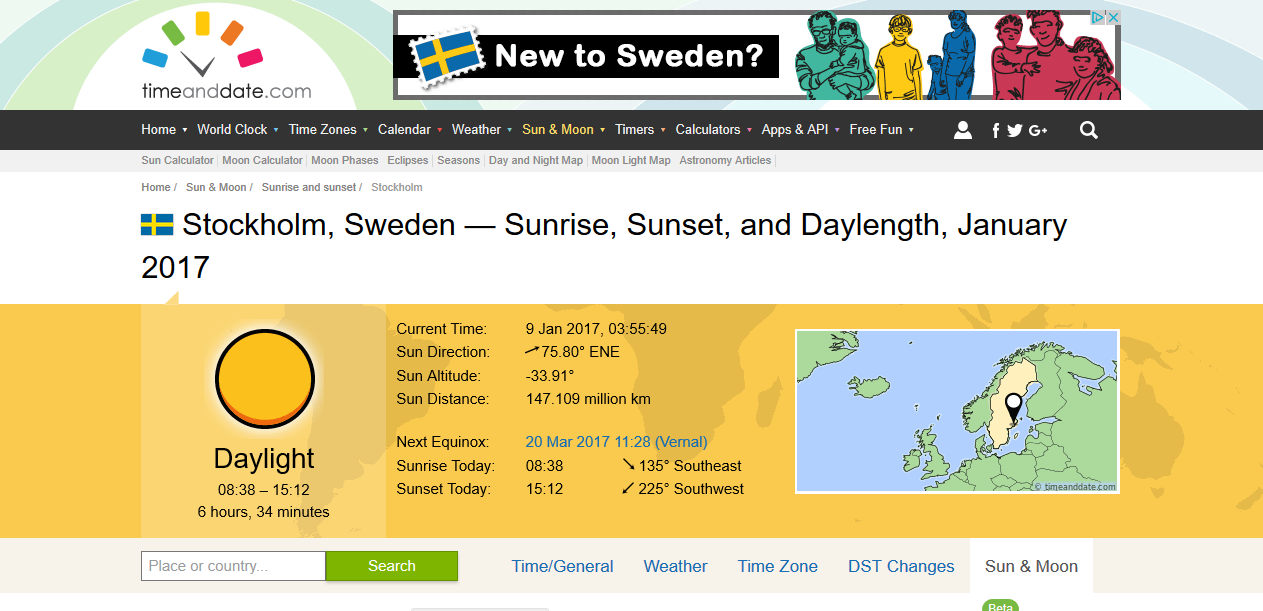 timeanddate.com
New to Sweden?
Home World Clock Time Zones Calendar Weather Sun & Moon Timers Calculators Apps & API Free Fun
Sun Calculator Moon Calculator Moon Phases Eclipses Seasons Day and Night Map Moon Light Map Astronomy Articles
Home / Sun & Moon / Sunrise and sunset / Stockholm
Stockholm, Sweden — Sunrise, Sunset, and Daylength, January
2017
Daylight
08:38 – 15:12
6 hours, 34 minutes
Current Time: 9 Jan 2017, 03:55:49
Sun Direction: 75.80° ENE
Sun Altitude: -33.91°
Sun Distance: 147.109 million km
Next Equinox: 20 Mar 2017 11:28 (Vernal)
Sunrise Today: 08:38 135° Southeast
Sunset Today: 15:12 225° Southwest
© timeanddate.com
Place or country... Search
Time/General Weather Time Zone DST Changes Sun & Moon
Beta